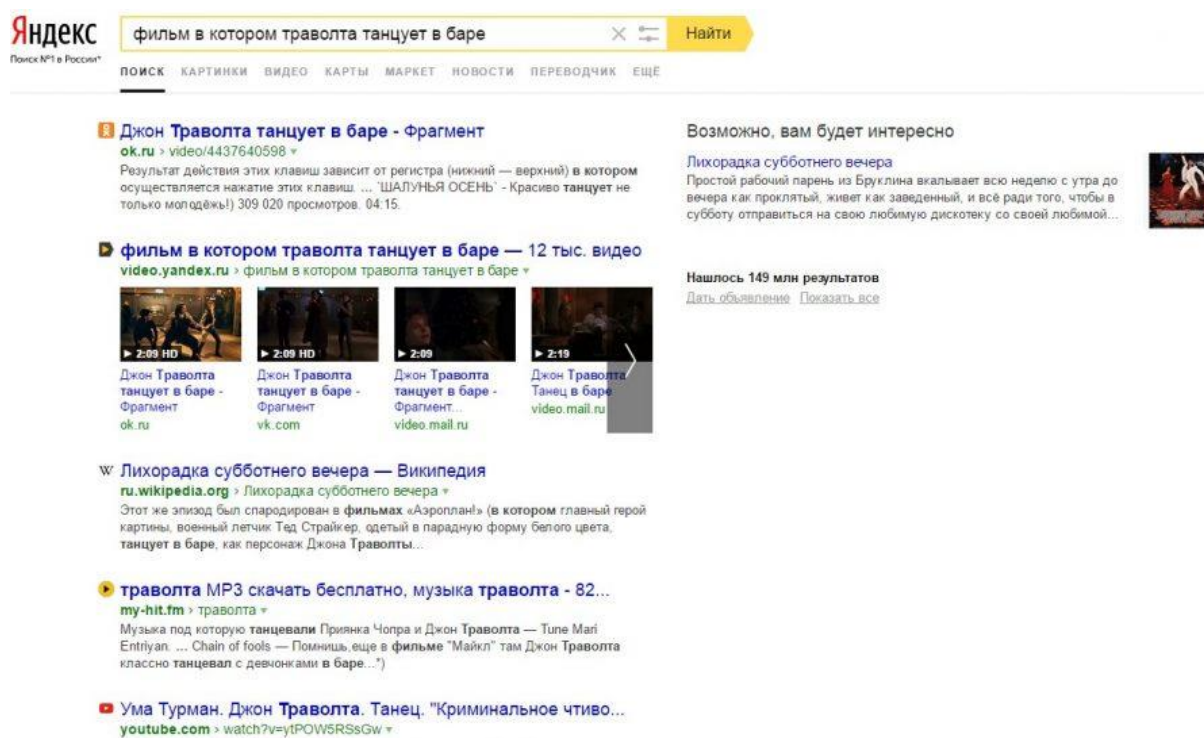 Яндекс
Поиск №1 в России*
фильм в котором траволта танцует в баре
Найти
ПОИСК КАРТИНКИ ВИДЕО КАРТЫ МАРКЕТ НОВОСТИ ПЕРЕВОДЧИК ЕЩЁ
Джон Траволта танцует в баре - Фрагмент
ok.ru › video/4437640598
Результат действия этих клавиш зависит от регистра (нижний — верхний) в котором
осуществляется нажатие этих клавиш. ... `ШАЛУНЬЯ ОСЕНЬ` - Красиво танцует не
только молодёжь!) 309 020 просмотров. 04:15.
фильм в котором траволта танцует в баре — 12 тыс. видео
video.yandex.ru › фильм в котором траволта танцует в баре
2:09 HD
2:09 HD
2:09
2:19
Джон Траволта
танцует в баре -
Фрагмент
ok.ru
Джон Траволта
танцует в баре -
Фрагмент
vk.com
Джон Траволта
танцует в баре -
Фрагмент...
video.mail.ru
Джон Траволта
Танец в баре
video.mail.ru
Лихорадка субботнего вечера — Википедия
ru.wikipedia.org › Лихорадка субботнего вечера
Этот же эпизод был спародирован в фильмах «Аэроплан!» (в котором главный герой
картины, военный летчик Тед Страйкер, одетый в парадную форму белого цвета,
танцует в баре, как персонаж Джона Траволты...
траволта MP3 скачать бесплатно, музыка траволта - 82...
my-hit.fm › траволта
Музыка под которую танцевали Приянка Чопра и Джон Траволта — Tune Mari
Entriyan. ... Chain of fools — Помнишь,еще в фильме "Майкл" там Джон Траволта
классно танцевал с девчонками в баре...*)
Ума Турман. Джон Траволта. Танец. "Криминальное чтиво...
youtube.com › watch?v=ytPOW5RSsGw
Возможно, вам будет интересно
Лихорадка субботнего вечера
Простой рабочий парень из Бруклина вкалывает всю неделю с утра до
вечера как проклятый, живет как заведенный, и всё ради того, чтобы в
субботу отправиться на свою любимую дискотеку со своей любимой...
Нашлось 149 млн результатов
Дать объявление Показать все